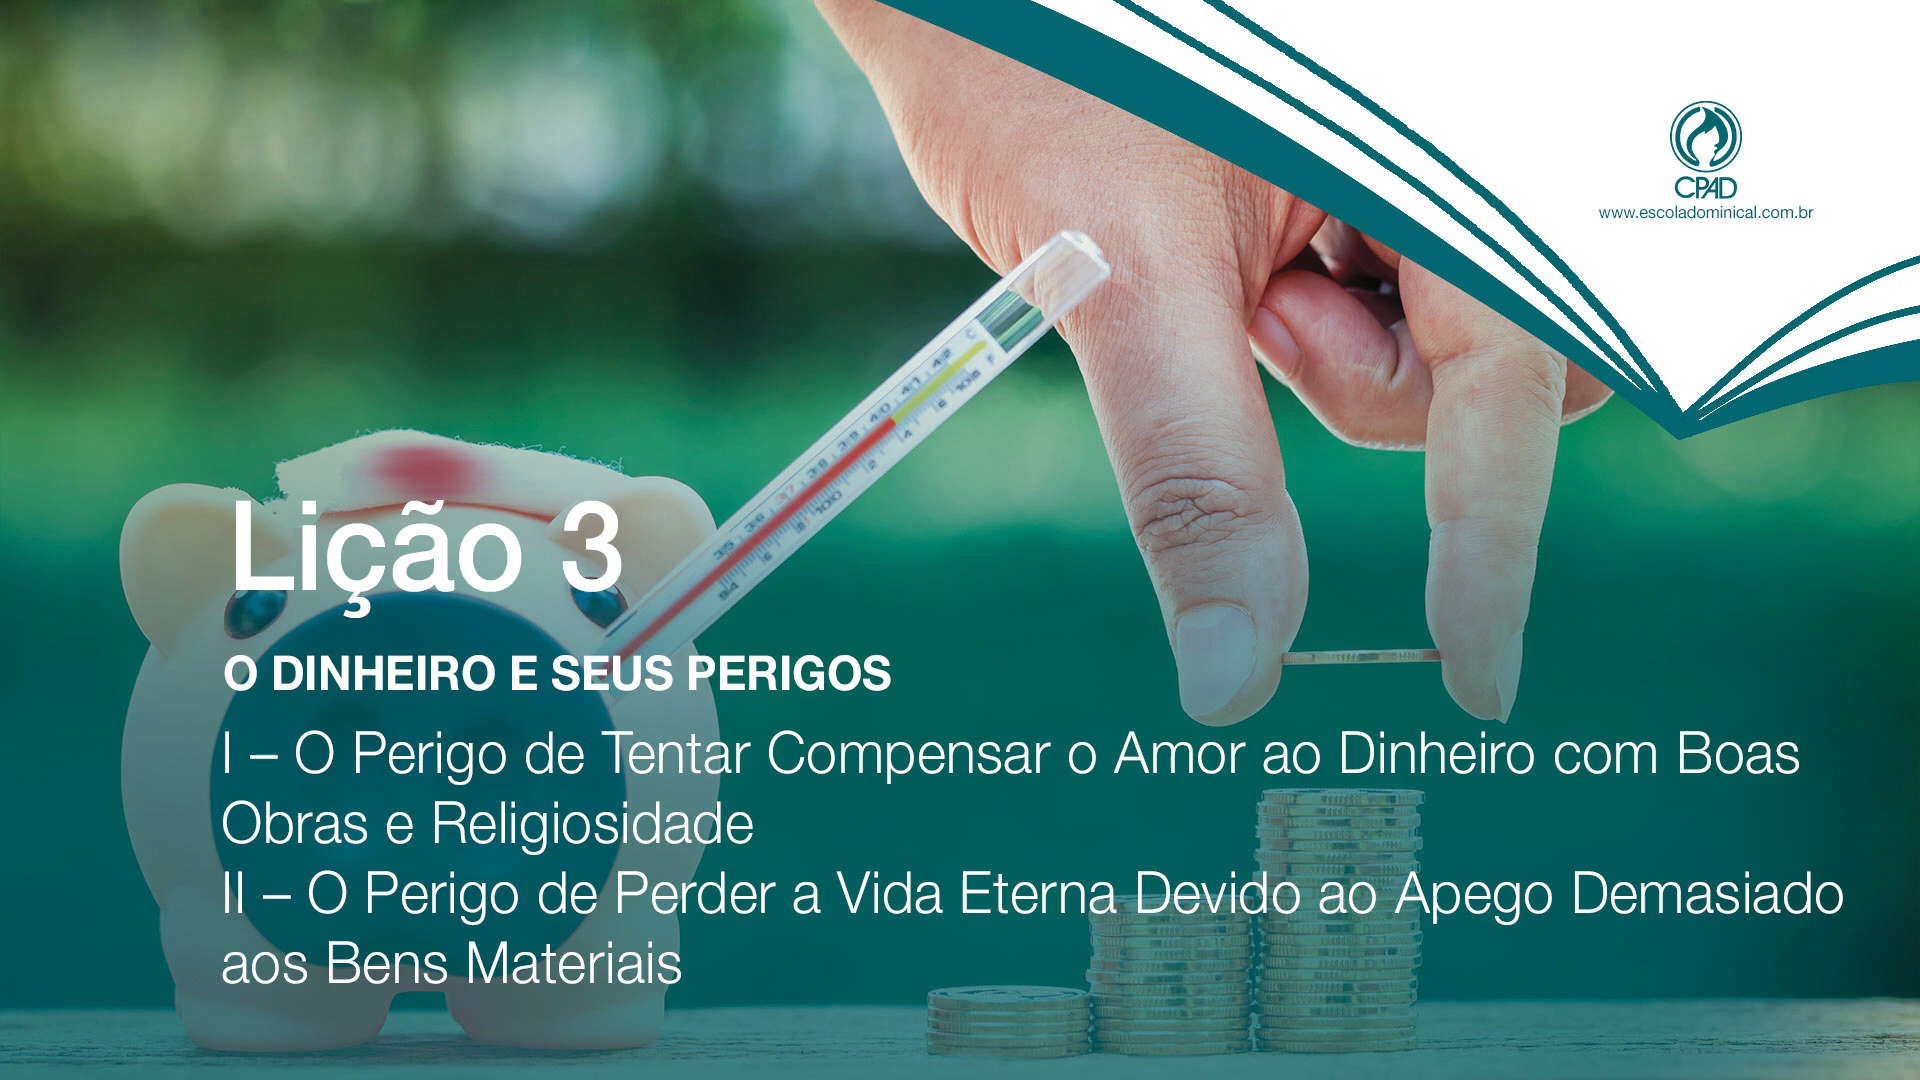 CPAD
www.escoladominical.com.br
Lição 3
O DINHEIRO E SEUS PERIGOS
I – O Perigo de Tentar Compensar o Amor ao Dinheiro com Boas
Obras e Religiosidade
II – O Perigo de Perder a Vida Eterna Devido ao Apego Demasiado
aos Bens Materiais